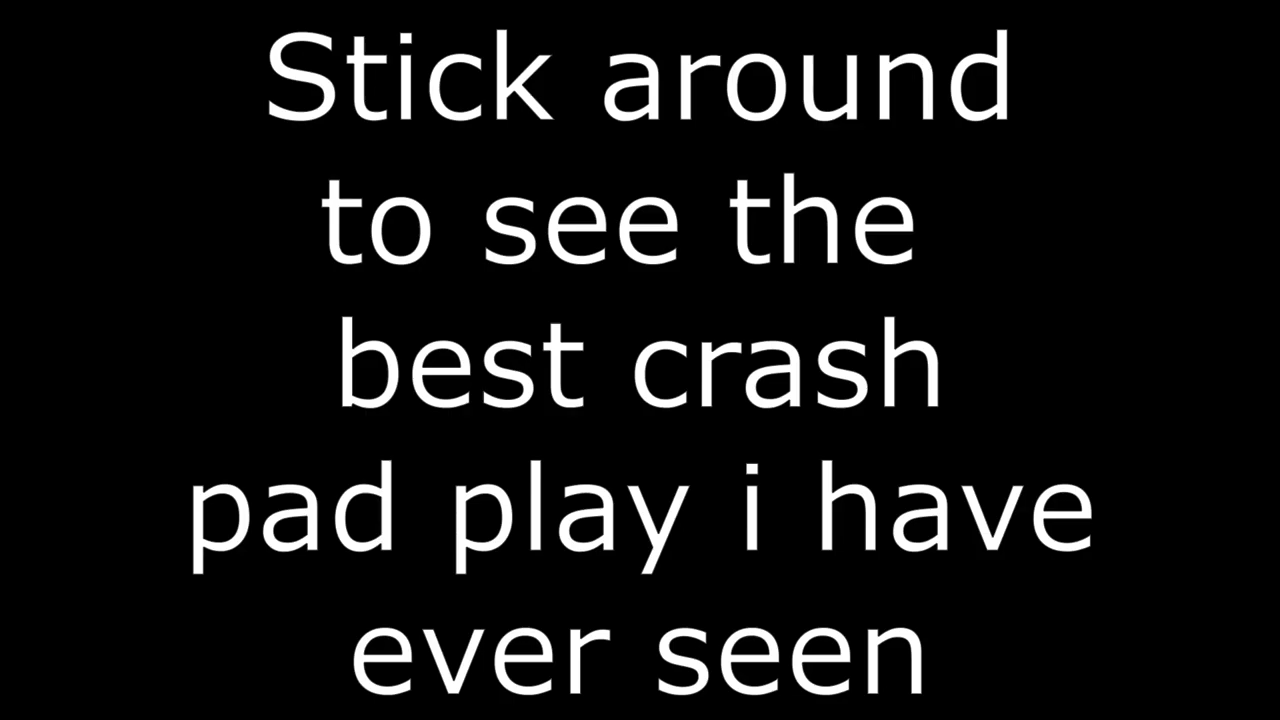 Stick around
to see the
best crash
pad play i have
ever seen